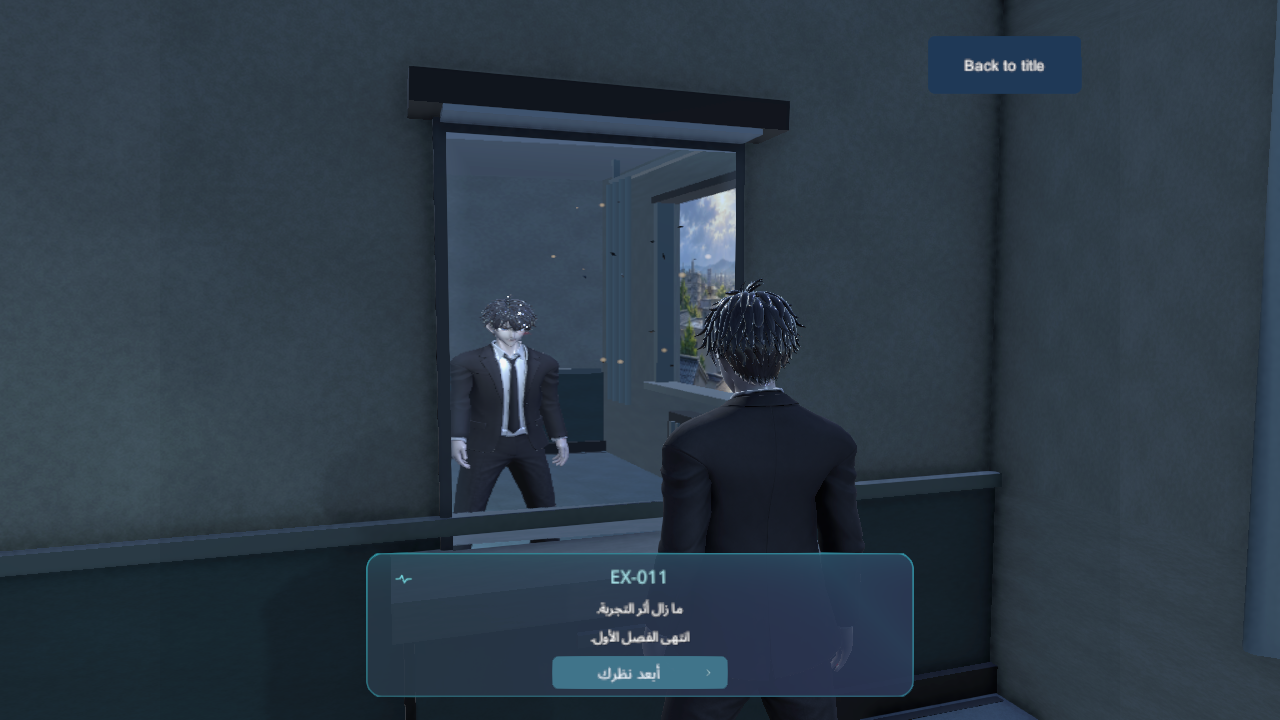 Back to title
EX-011
ما زال أثر التجربة.
انتهى الفصل الأول.
أبعد نظرك